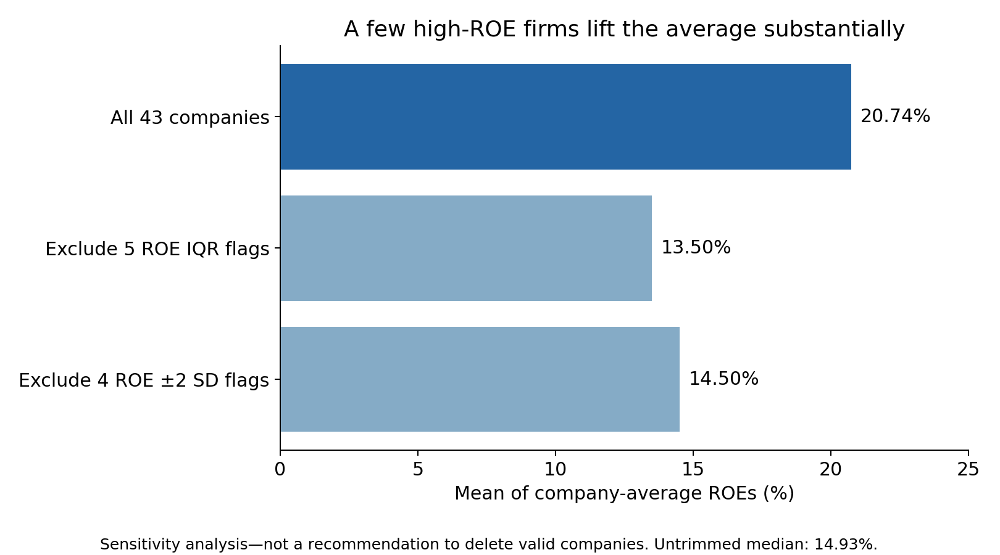 A few high-ROE firms lift the average substantially
All 43 companies
20.74%
Exclude 5 ROE IQR flags
13.50%
Exclude 4 ROE ±2 SD flags
14.50%
0 5 10 15 20 25
Mean of company-average ROEs (%)
Sensitivity analysis—not a recommendation to delete valid companies. Untrimmed median: 14.93%.